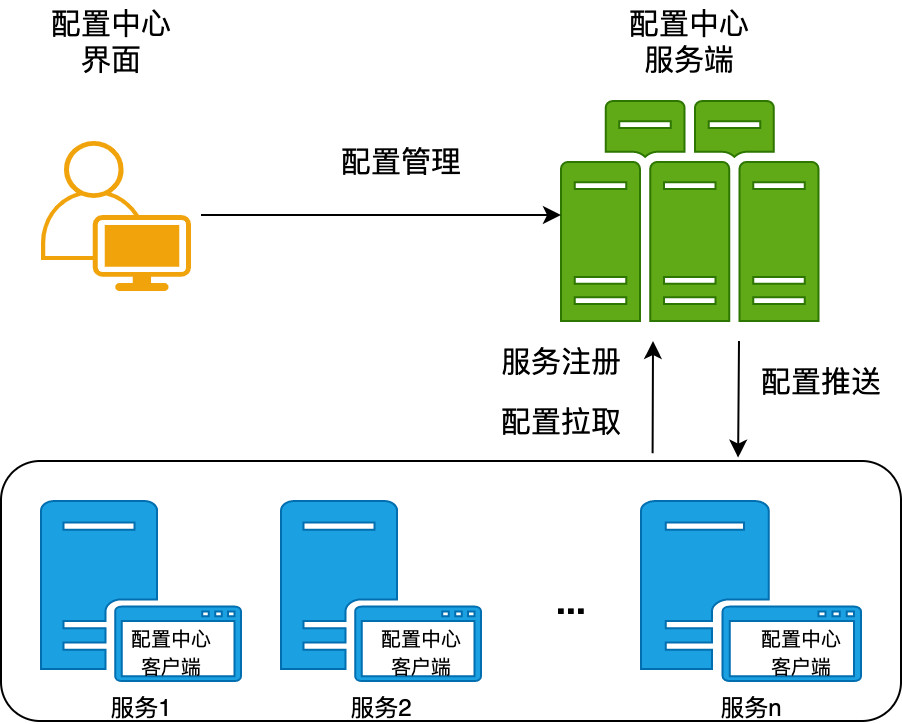 配置中心
界面
配置中心
服务端
配置管理
服务注册
配置拉取
配置推送
配置中心
客户端
配置中心
客户端
...
配置中心
客户端
服务1
服务2
服务n